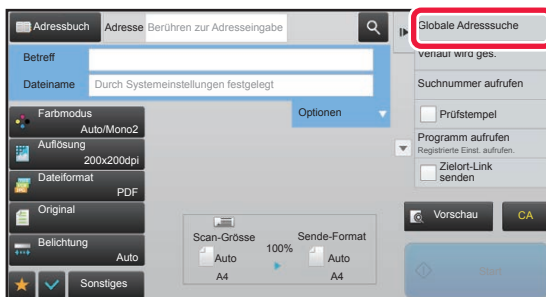 Adressbuch
Adresse
Berühren zur Adresseingabe
Betreff
Dateiname
Durch Systemeinstellungen festgelegt
Optionen
Farbmodus
Auto/Mono2
Auflösung
200x200dpi
Dateiformat
PDF
Original
Belichtung
Auto
Sonstiges
Scan-Grösse
Auto
A4
100%
Sende-Format
Auto
A4
Globale Adresssuche
Verlauf wird ges.
Suchnummer aufrufen
Prüfstempel
Programm aufrufen
Registrierte Einst. aufrufen.
Zielort-Link
senden
Vorschau
CA
Start